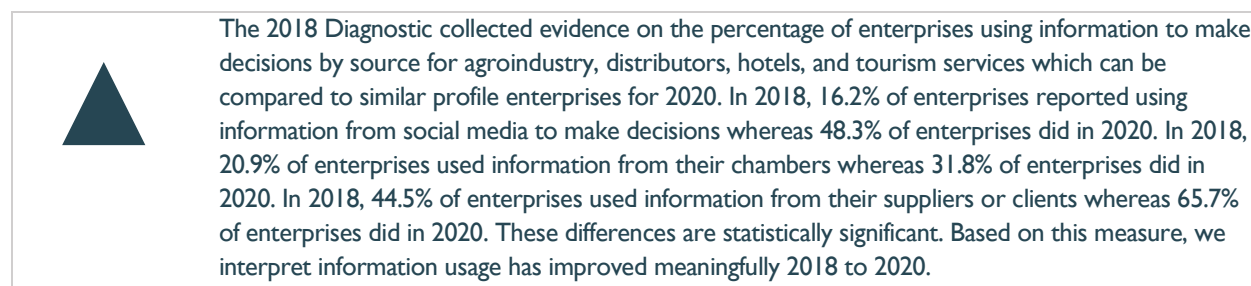 The 2018 Diagnostic collected evidence on the percentage of enterprises using information to make
decisions by source for agroindustry, distributors, hotels, and tourism services which can be
compared to similar profile enterprises for 2020. In 2018, 16.2% of enterprises reported using
information from social media to make decisions whereas 48.3% of enterprises did in 2020. In 2018,
20.9% of enterprises used information from their chambers whereas 31.8% of enterprises did in
2020. In 2018, 44.5% of enterprises used information from their suppliers or clients whereas 65.7%
of enterprises did in 2020. These differences are statistically significant. Based on this measure, we
interpret information usage has improved meaningfully 2018 to 2020.